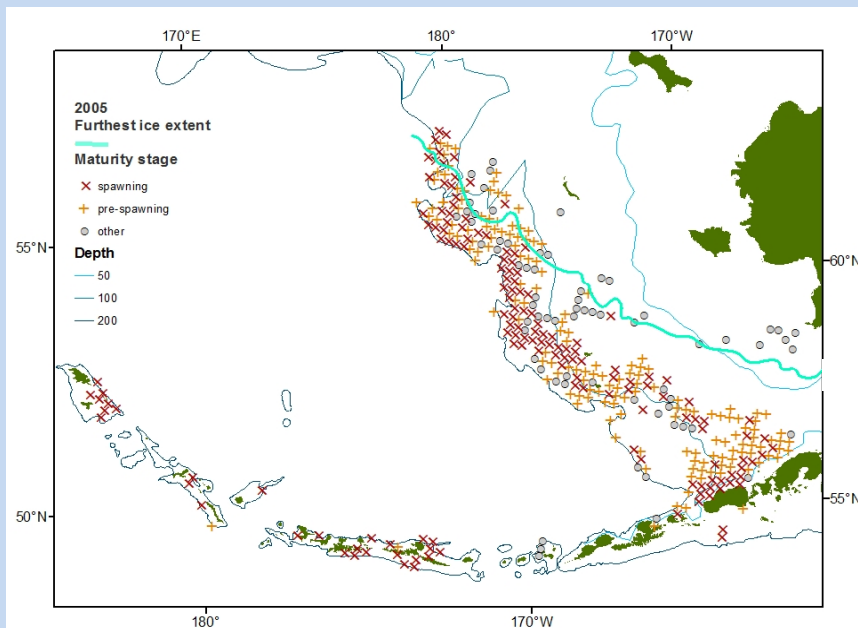 170°E 180° 170°W
2005
Furthest ice extent
Maturity stage
spawning
pre-spawning
other
Depth
50
100
200
55°N 60°N
50°N 55°N
180° 170°W